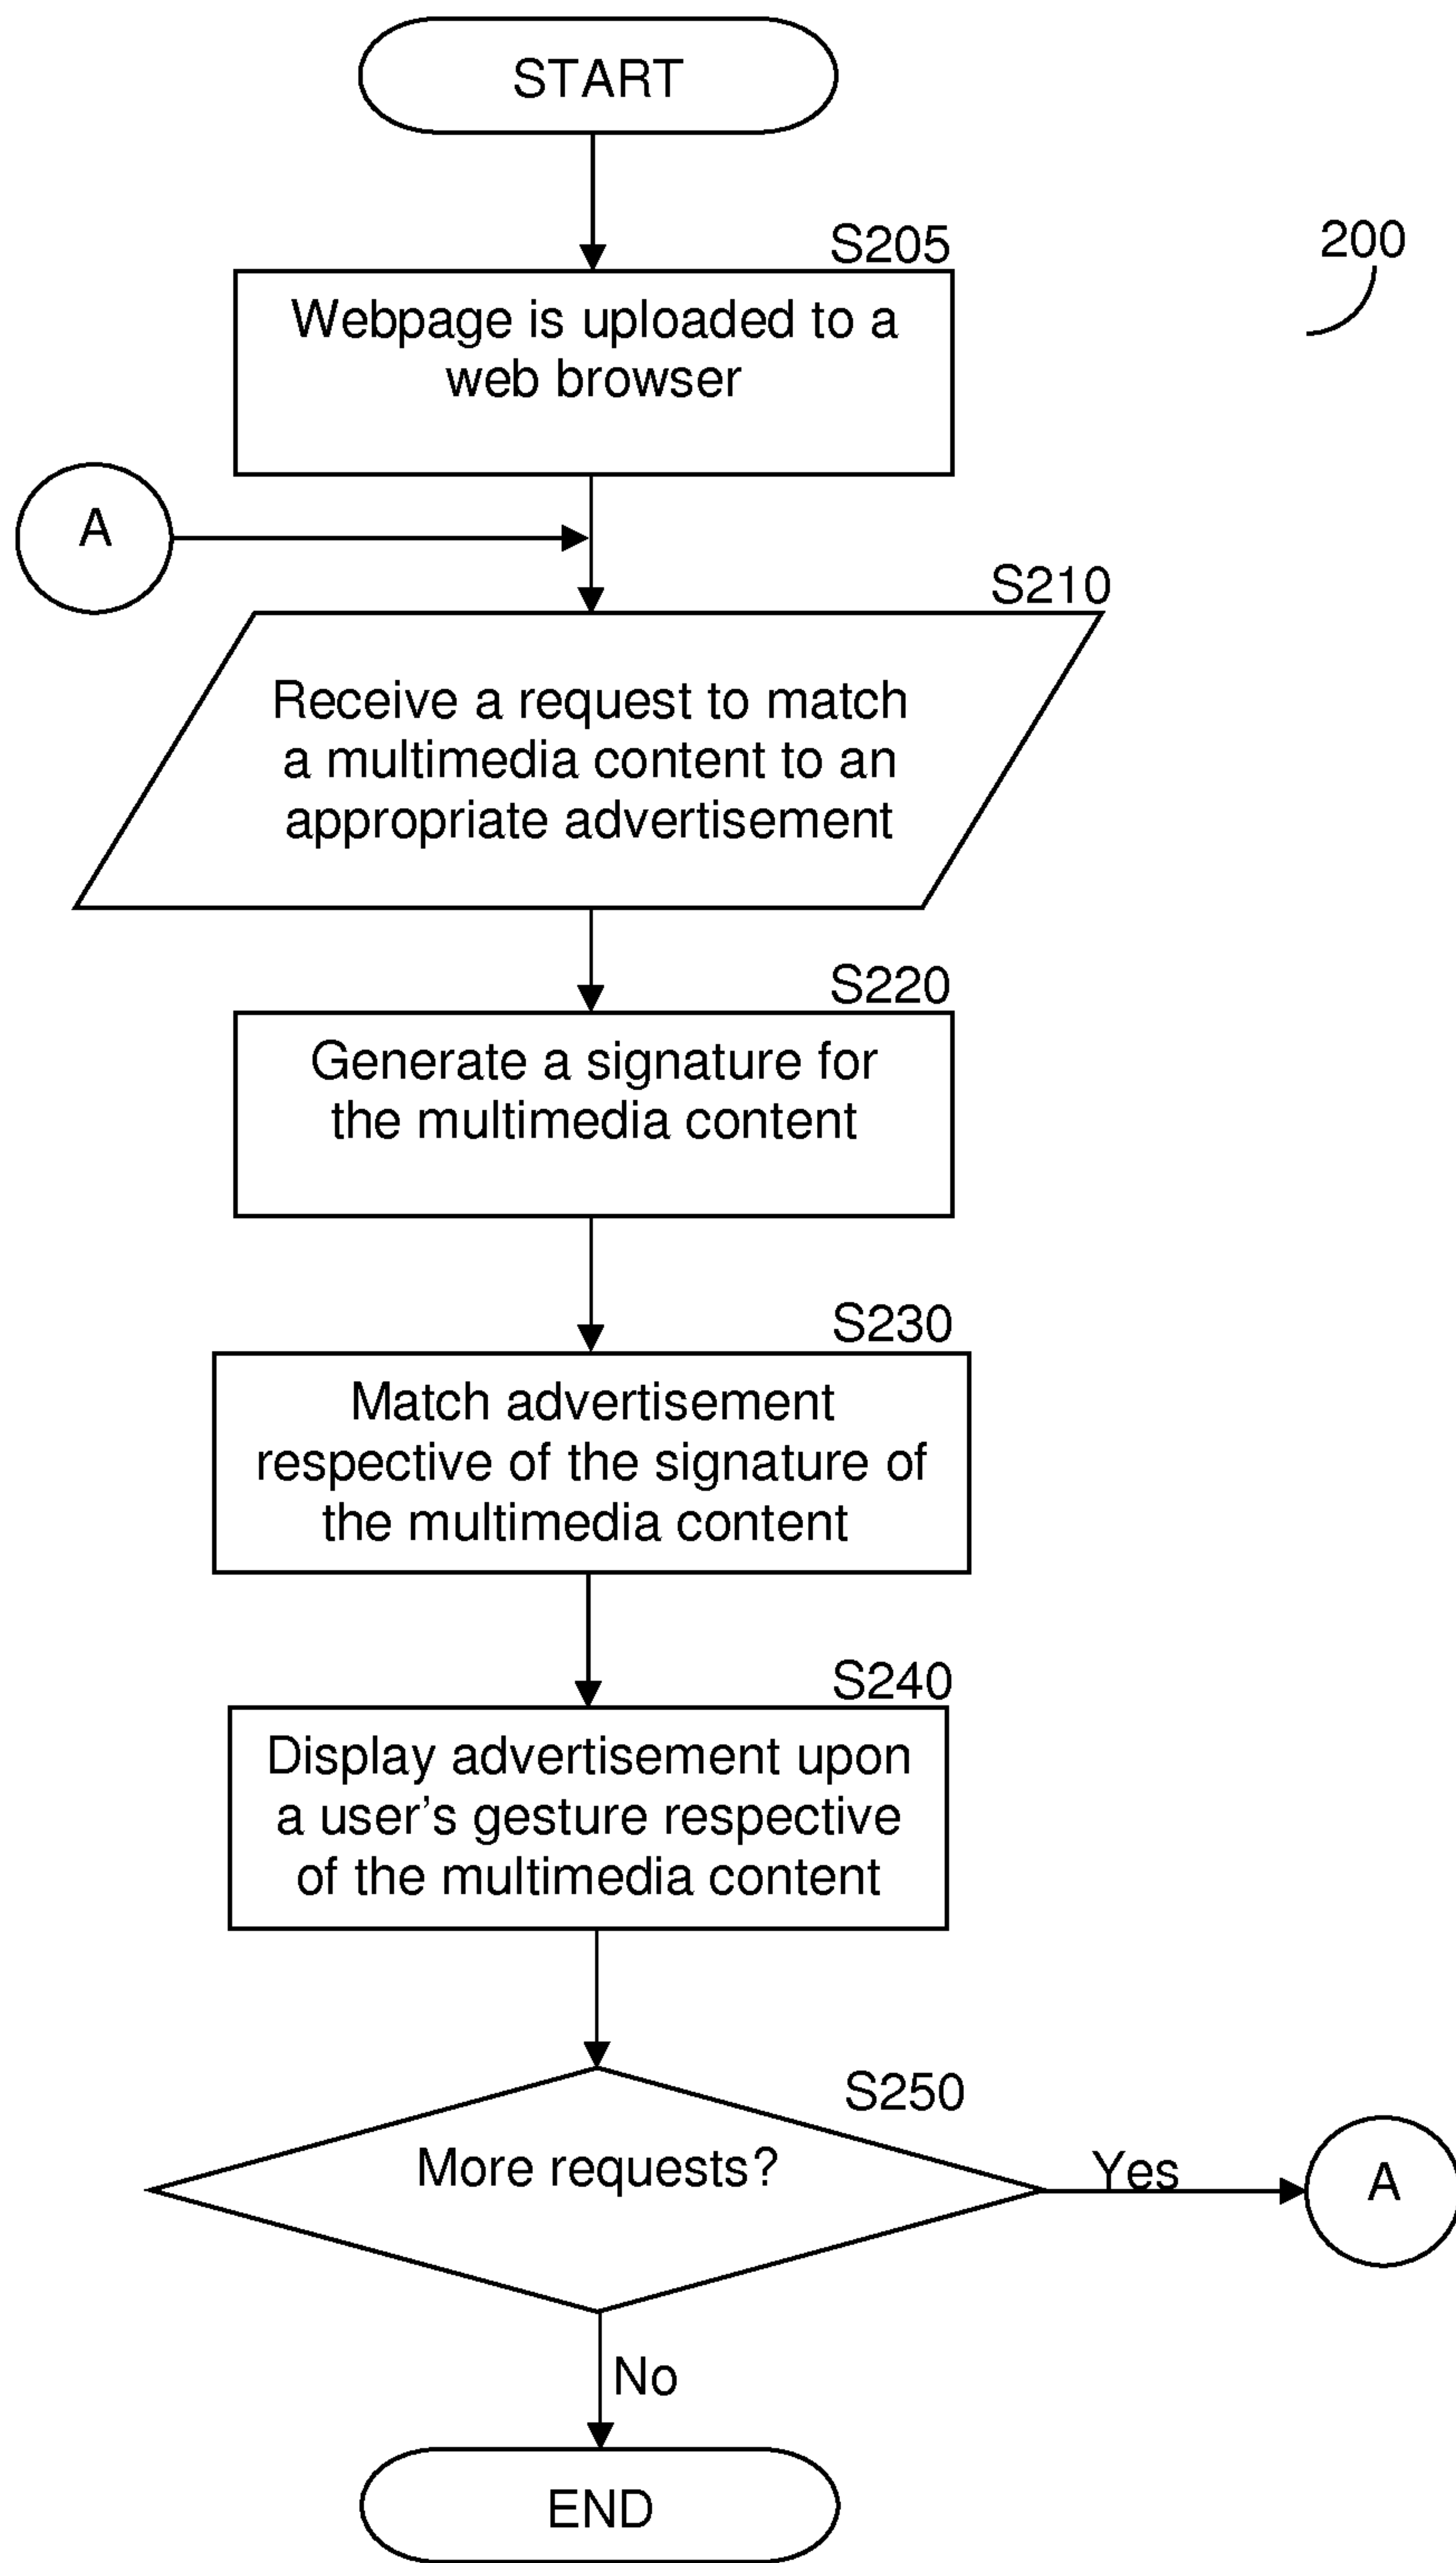 START
S205
200
Webpage is uploaded to a
web browser
A
S210
Receive a request to match
a multimedia content to an
appropriate advertisement
S220
Generate a signature for
the multimedia content
S230
Match advertisement
respective of the signature of
the multimedia content
S240
Display advertisement upon
a user's gesture respective
of the multimedia content
S250
More requests?
Yes
A
No
END